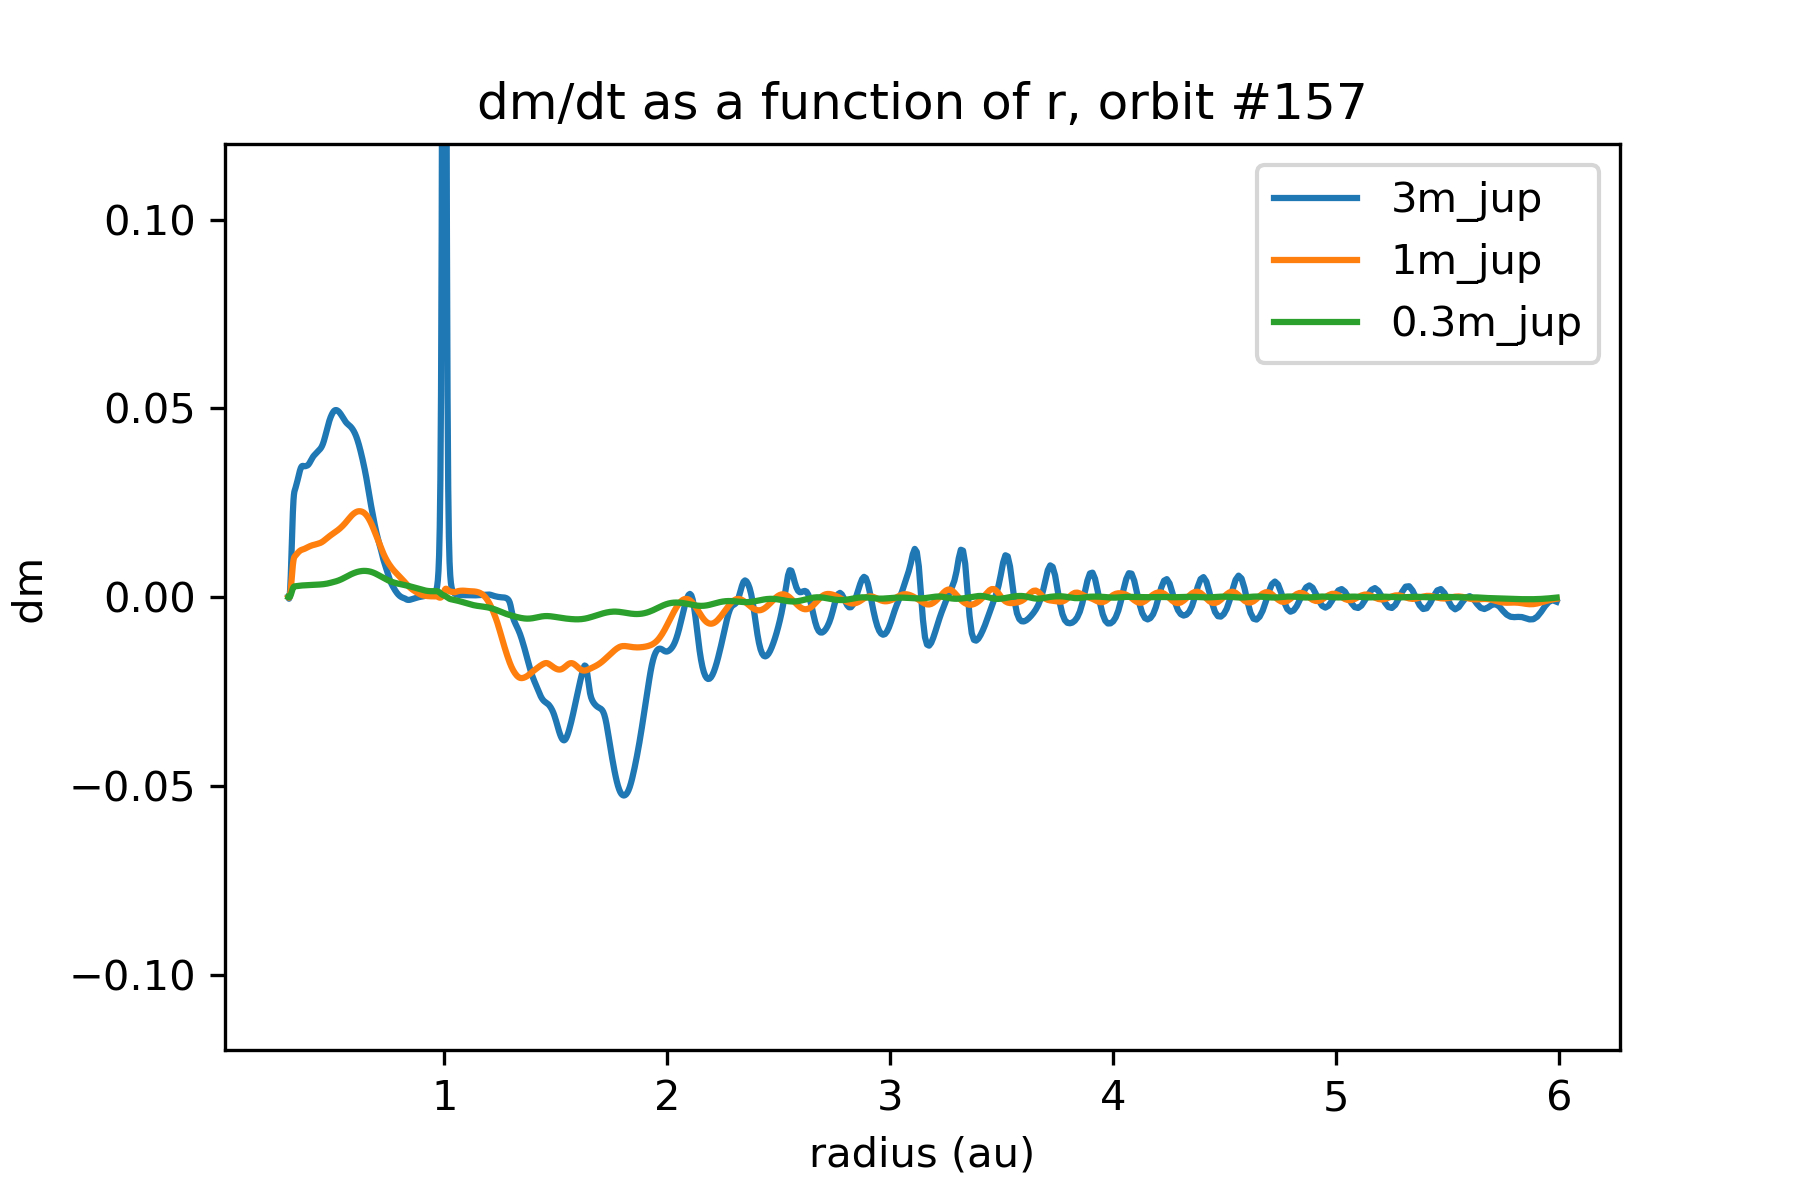 dm/dt as a function of r, orbit #157
3m_jup
1m_jup
0.3m_jup
dm
0.10
0.05
0.00
−0.05
−0.10
1 2 3 4 5 6
radius (au)